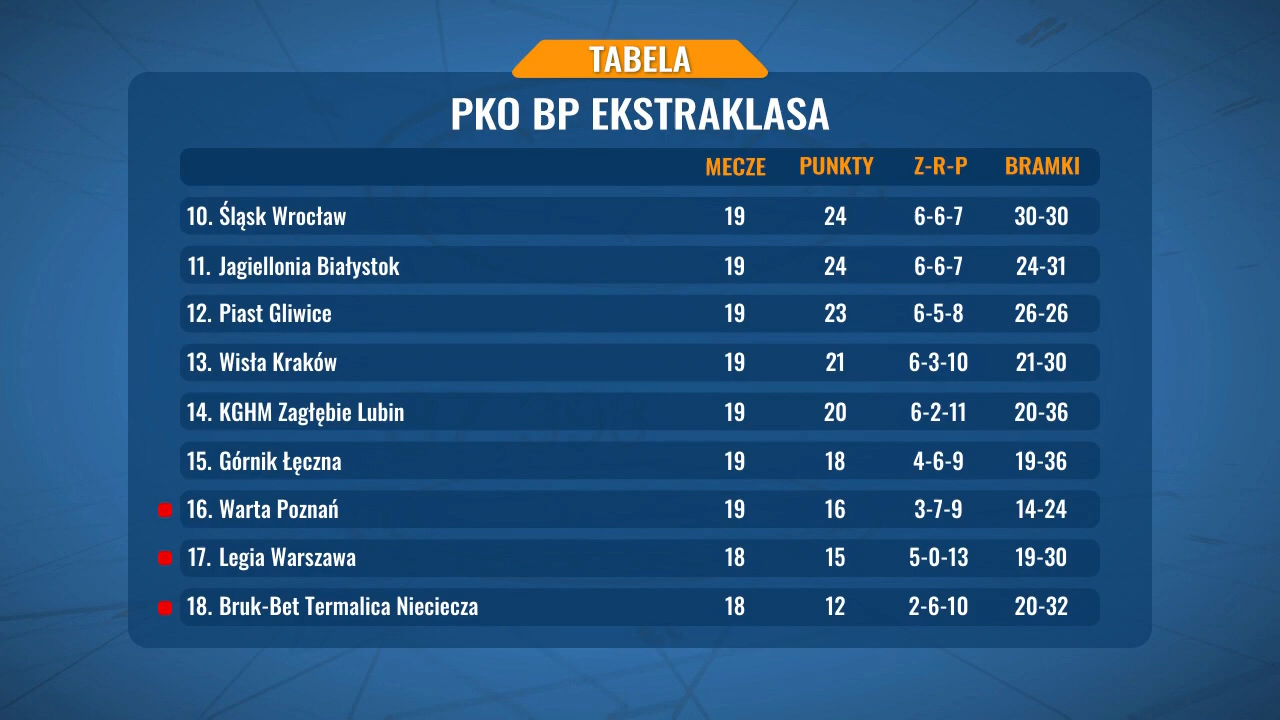 TABELA
PKO BP EKSTRAKLASA
MECZE PUNKTY Z-R-P BRAMKI
10. Śląsk Wrocław 19 24 6-6-7 30-30
11. Jagiellonia Białystok 19 24 6-6-7 24-31
12. Piast Gliwice 19 23 6-5-8 26-26
13. Wisła Kraków 19 21 6-3-10 21-30
14. KGHM Zagłębie Lubin 19 20 6-2-11 20-36
15. Górnik Łęczna 19 18 4-6-9 19-36
16. Warta Poznań 19 16 3-7-9 14-24
17. Legia Warszawa 18 15 5-0-13 19-30
18. Bruk-Bet Termalica Nieciecza 18 12 2-6-10 20-32